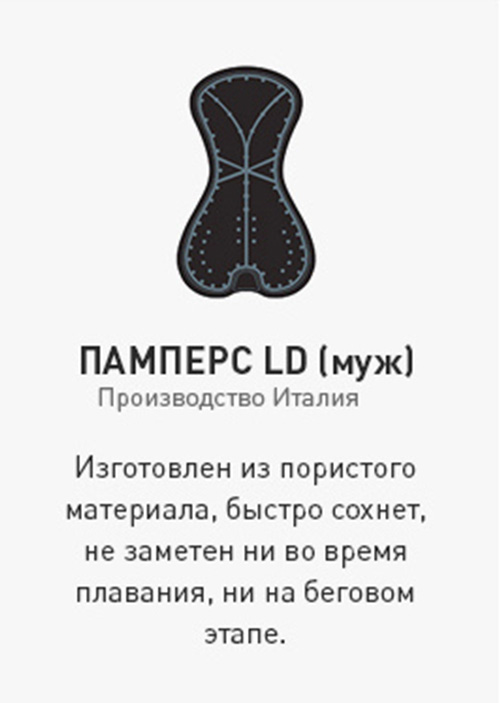 ПАМПЕРС LD (муж)
Производство Италия
Изготовлен из пористого
материала, быстро сохнет,
не заметен ни во время
плавания, ни на беговом
этапе.